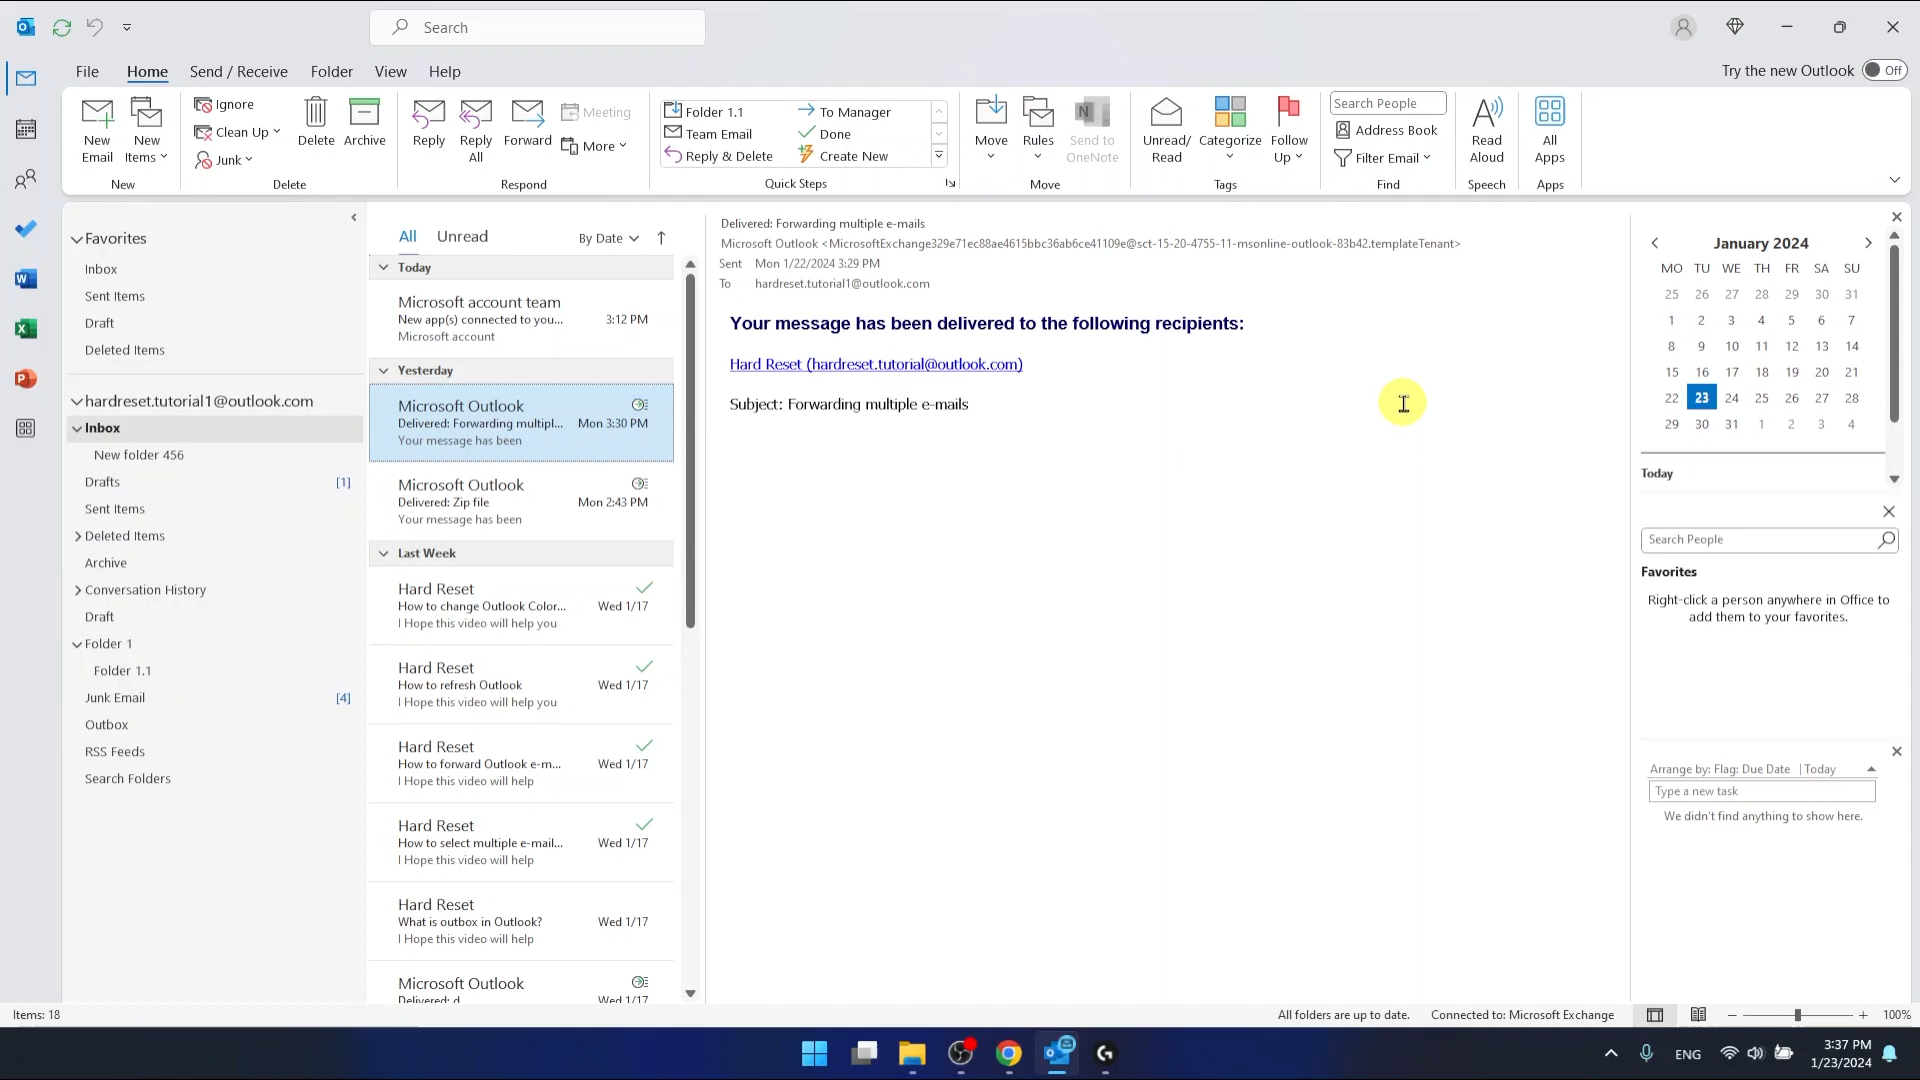 Search
File Home Send / Receive Folder View Help
Try the new Outlook Off
New Email
New Items
New
Ignore
Clean Up
Junk
Delete
Archive
Delete
Reply
Reply All
Forward
Meeting
More
Respond
Folder 1.1
To Manager
Team Email
Done
Reply & Delete
Create New
Quick Steps
Move
Rules
Send to OneNote
Move
Unread/ Read
Categorize
Follow Up
Tags
Search People
Address Book
Filter Email
Find
Read Aloud
Speech
All Apps
Apps
Favorites
Inbox
Sent Items
Draft
Deleted Items
hardreset.tutorial1@outlook.com
Inbox
New folder 456
Drafts [1]
Sent Items
Deleted Items
Archive
Conversation History
Draft
Folder 1
Folder 1.1
Junk Email [4]
Outbox
RSS Feeds
Search Folders
All Unread By Date
Today
Microsoft account team
New app(s) connected to you... 3:12 PM
Microsoft account
Yesterday
Microsoft Outlook
Delivered: Forwarding multipl... Mon 3:30 PM
Your message has been
Microsoft Outlook
Delivered: Zip file Mon 2:43 PM
Your message has been
Last Week
Hard Reset
How to change Outlook Color... Wed 1/17
I Hope this video will help you
Hard Reset
How to refresh Outlook Wed 1/17
I Hope this video will help you
Hard Reset
How to forward Outlook e-m... Wed 1/17
I Hope this video will help
Hard Reset
How to select multiple e-mail... Wed 1/17
I Hope this video will help
Hard Reset
What is outbox in Outlook? Wed 1/17
I Hope this video will help
Microsoft Outlook
Delivered: d Wed 1/17
Delivered: Forwarding multiple e-mails
Microsoft Outlook <MicrosoftExchange329e71ec88ae4615bbc36ab6ce41109e@sct-15-20-4755-11-msonline-outlook-83b42.templateTenant>
Sent Mon 1/22/2024 3:29 PM
To hardreset.tutorial1@outlook.com
Your message has been delivered to the following recipients:
Hard Reset (hardreset.tutorial@outlook.com)
Subject: Forwarding multiple e-mails
January 2024
MO TU WE TH FR SA SU
25 26 27 28 29 30 31
1 2 3 4 5 6 7
8 9 10 11 12 13 14
15 16 17 18 19 20 21
22 23 24 25 26 27 28
29 30 31 1 2 3 4
Today
Search People
Favorites
Right-click a person anywhere in Office to
add them to your favorites.
Arrange by: Flag: Due Date Today
Type a new task
We didn't find anything to show here.
Items: 18
All folders are up to date. Connected to: Microsoft Exchange 100%
ENG
3:37 PM
1/23/2024